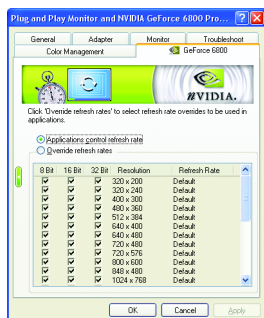 Plug and Play Monitor and NVIDIA GeForce 6800 Pro...
General Adapter Monitor Troubleshoot
Color Management GeForce 6800
nVIDIA.
Click 'Override refresh rates' to select refresh rate overrides to be used in
applications.
Applications control refresh rate
Override refresh rates
8 Bit 16 Bit 32 Bit Resolution Refresh Rate
320 x 200 Default
320 x 240 Default
400 x 300 Default
480 x 360 Default
512 x 384 Default
640 x 400 Default
640 x 480 Default
720 x 480 Default
720 x 576 Default
800 x 600 Default
848 x 480 Default
1024 x 768 Default
OK Cancel Apply